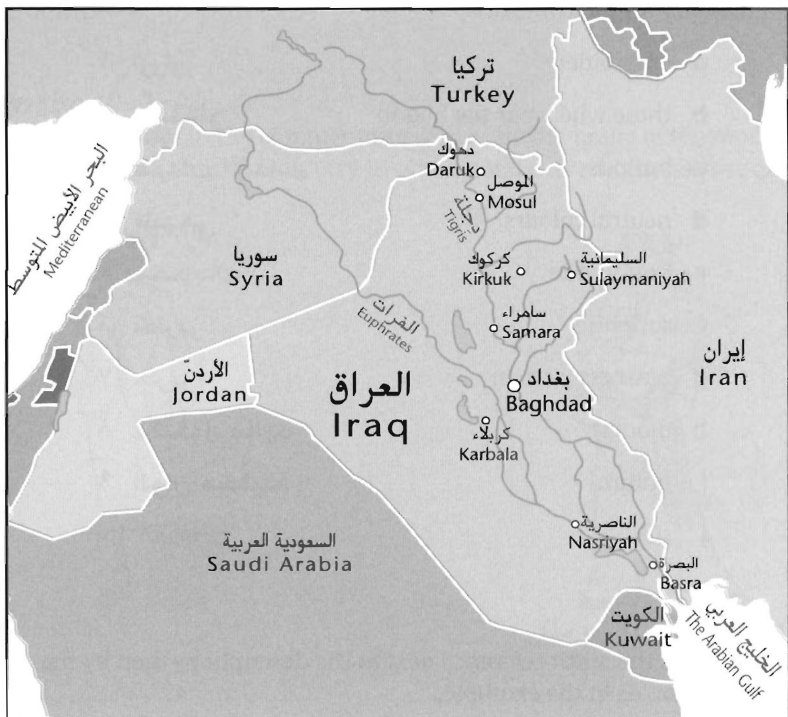 تركيا
Turkey
دهوك
Daruk
الموصل
Mosul
دجلة
Tigris
البحر الأبيض المتوسط
Mediterranean
سوريا
Syria
كركوك
Kirkuk
السليمانية
Sulaymaniyah
الفرات
Euphrates
ساهراء
Samara
إيران
Iran
الأردنّ
Jordan
العراق
Iraq
بغداد
Baghdad
كربلاء
Karbala
السعودية العربية
Saudi Arabia
الناصرية
Nasriyah
البصرة
Basra
الكويت
Kuwait
الخليج العربي
The Arabian Gulf